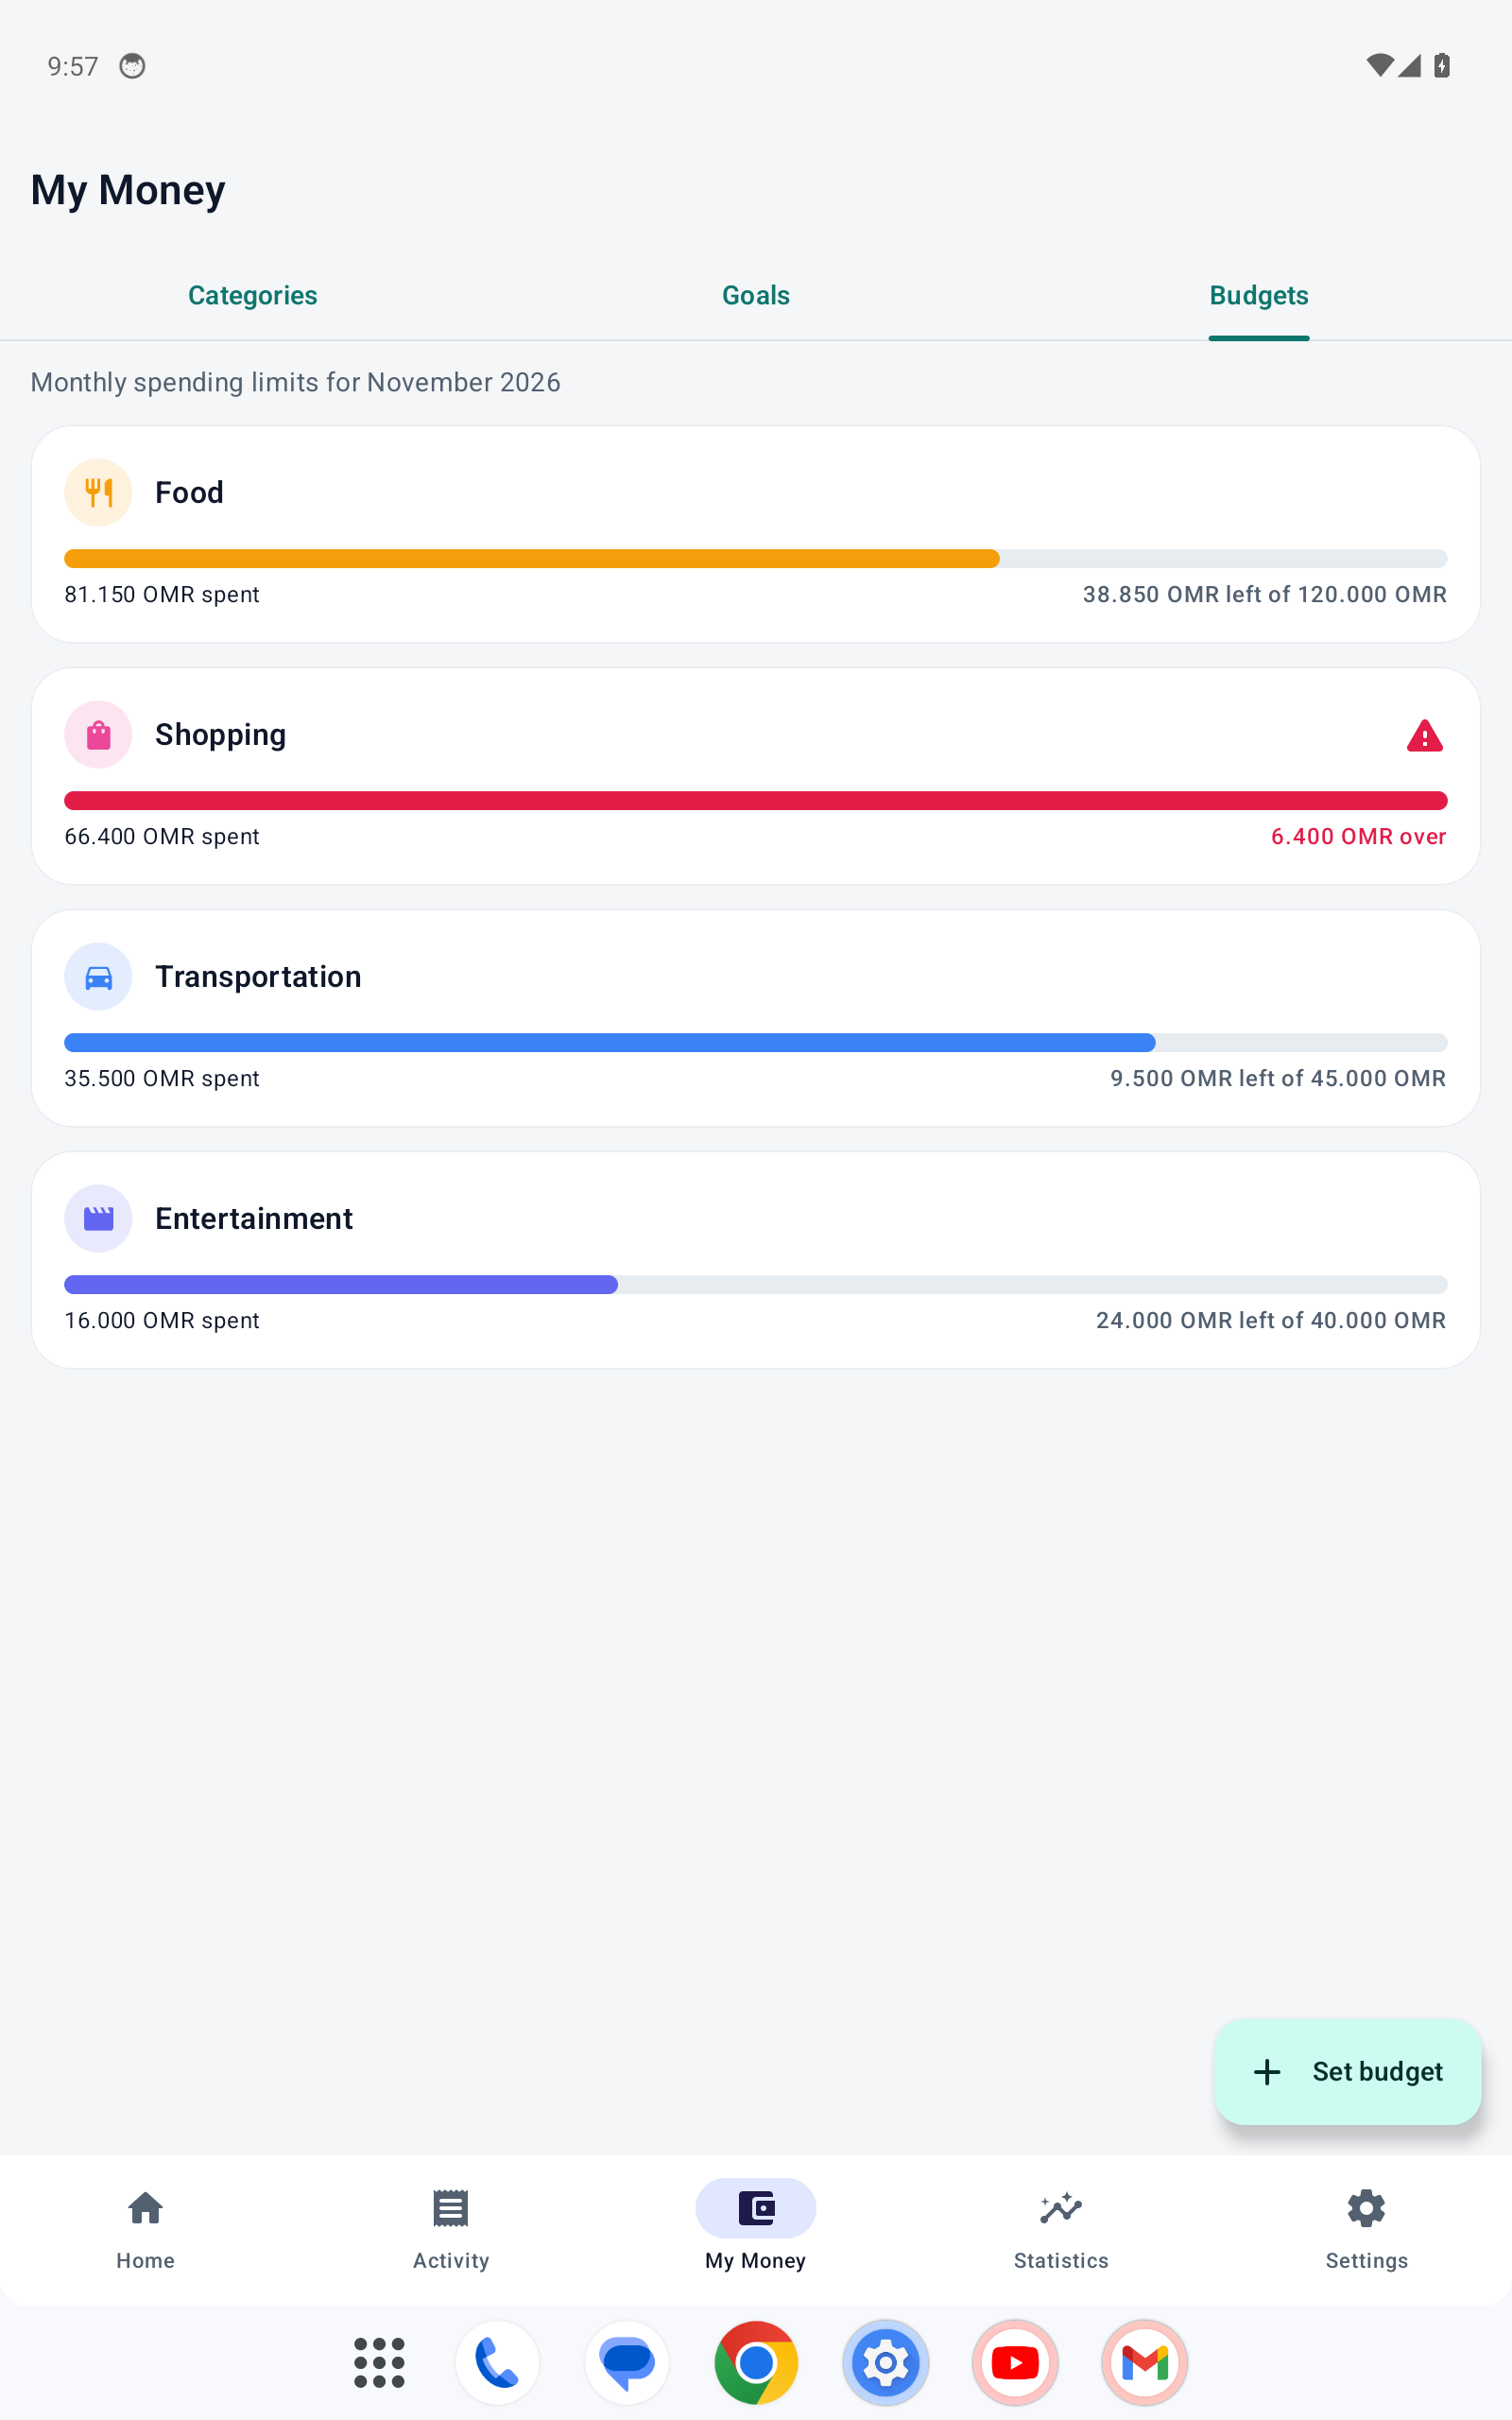 9:57
My Money
Categories Goals Budgets
Monthly spending limits for November 2026
Food
81.150 OMR spent 38.850 OMR left of 120.000 OMR
Shopping
66.400 OMR spent 6.400 OMR over
Transportation
35.500 OMR spent 9.500 OMR left of 45.000 OMR
Entertainment
16.000 OMR spent 24.000 OMR left of 40.000 OMR
Set budget
Home Activity My Money Statistics Settings